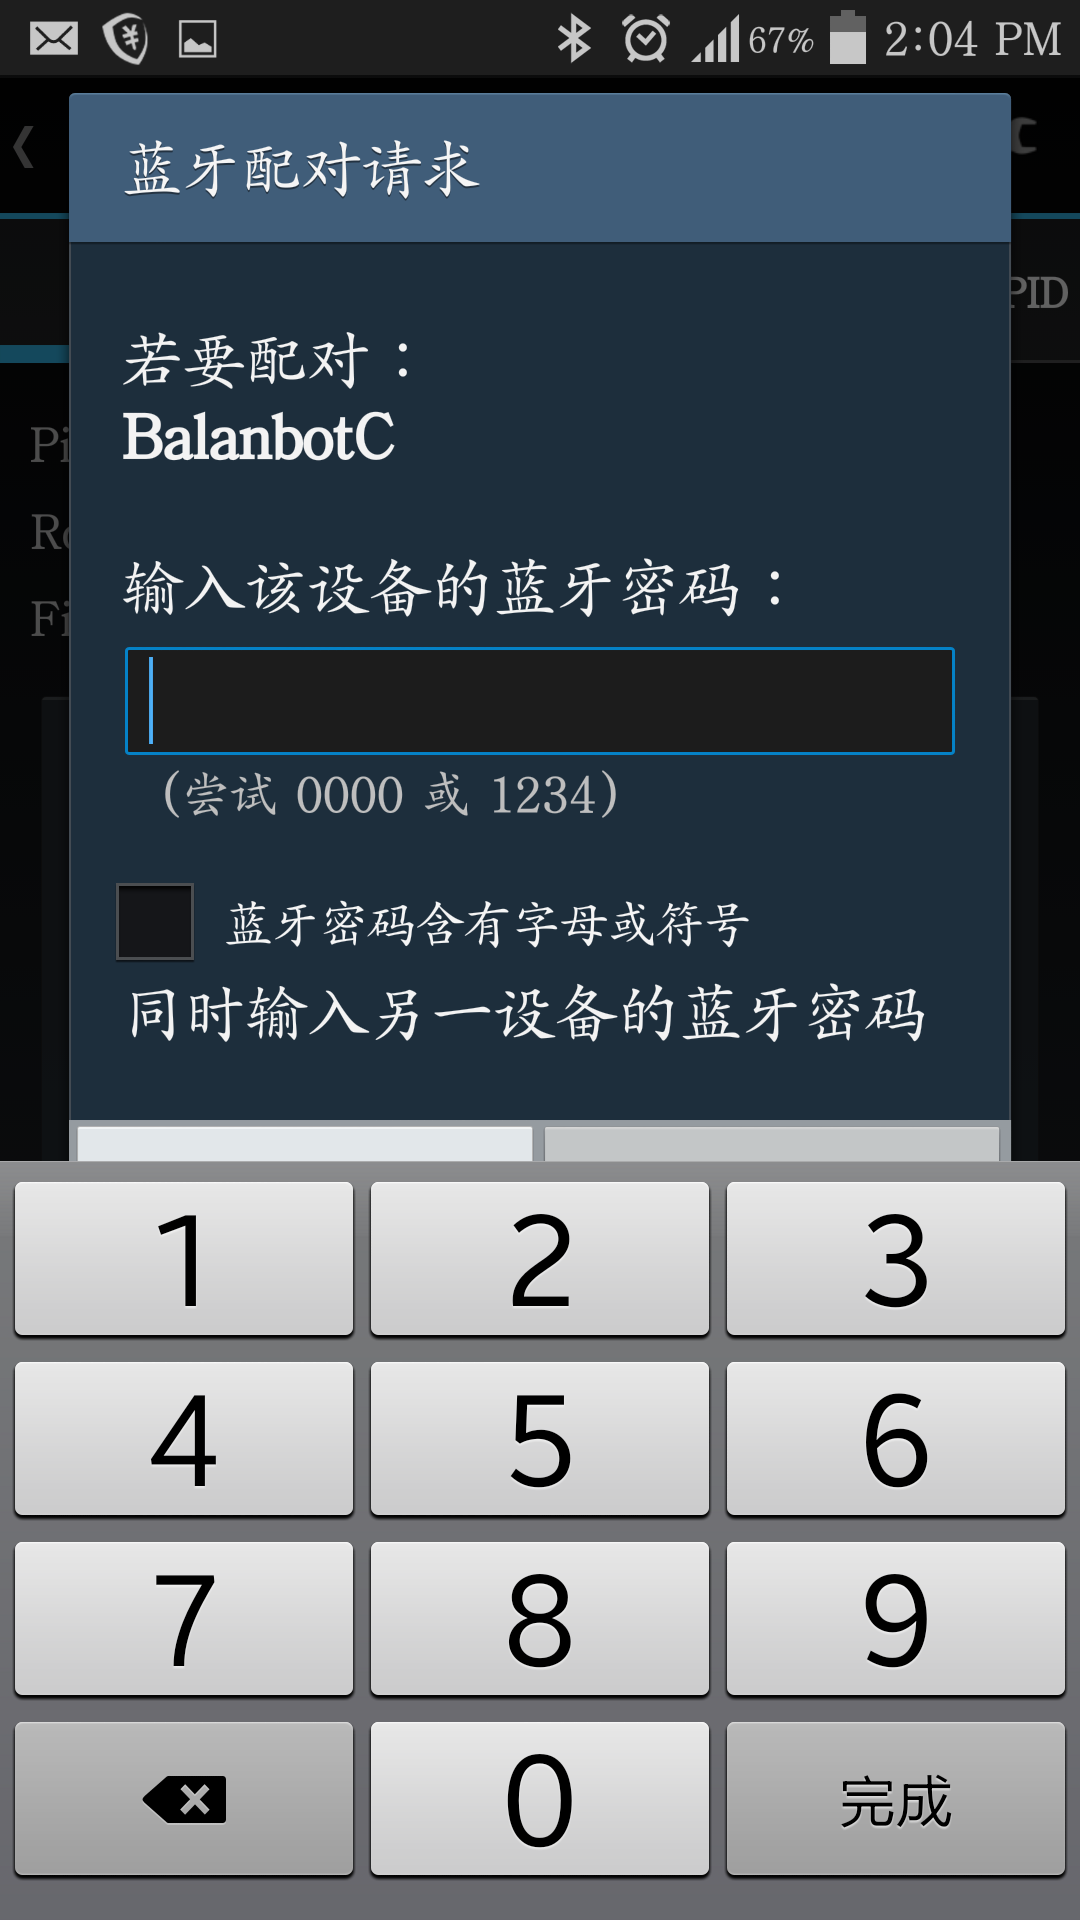 67%
2:04 PM
蓝牙配对请求
PID
若要配对：
BalanbotC
Pi
Ro
输入该设备的蓝牙密码：
Fi
(尝试 0000 或 1234)
蓝牙密码含有字母或符号
同时输入另一设备的蓝牙密码
1 2 3
4 5 6
7 8 9
0 完成